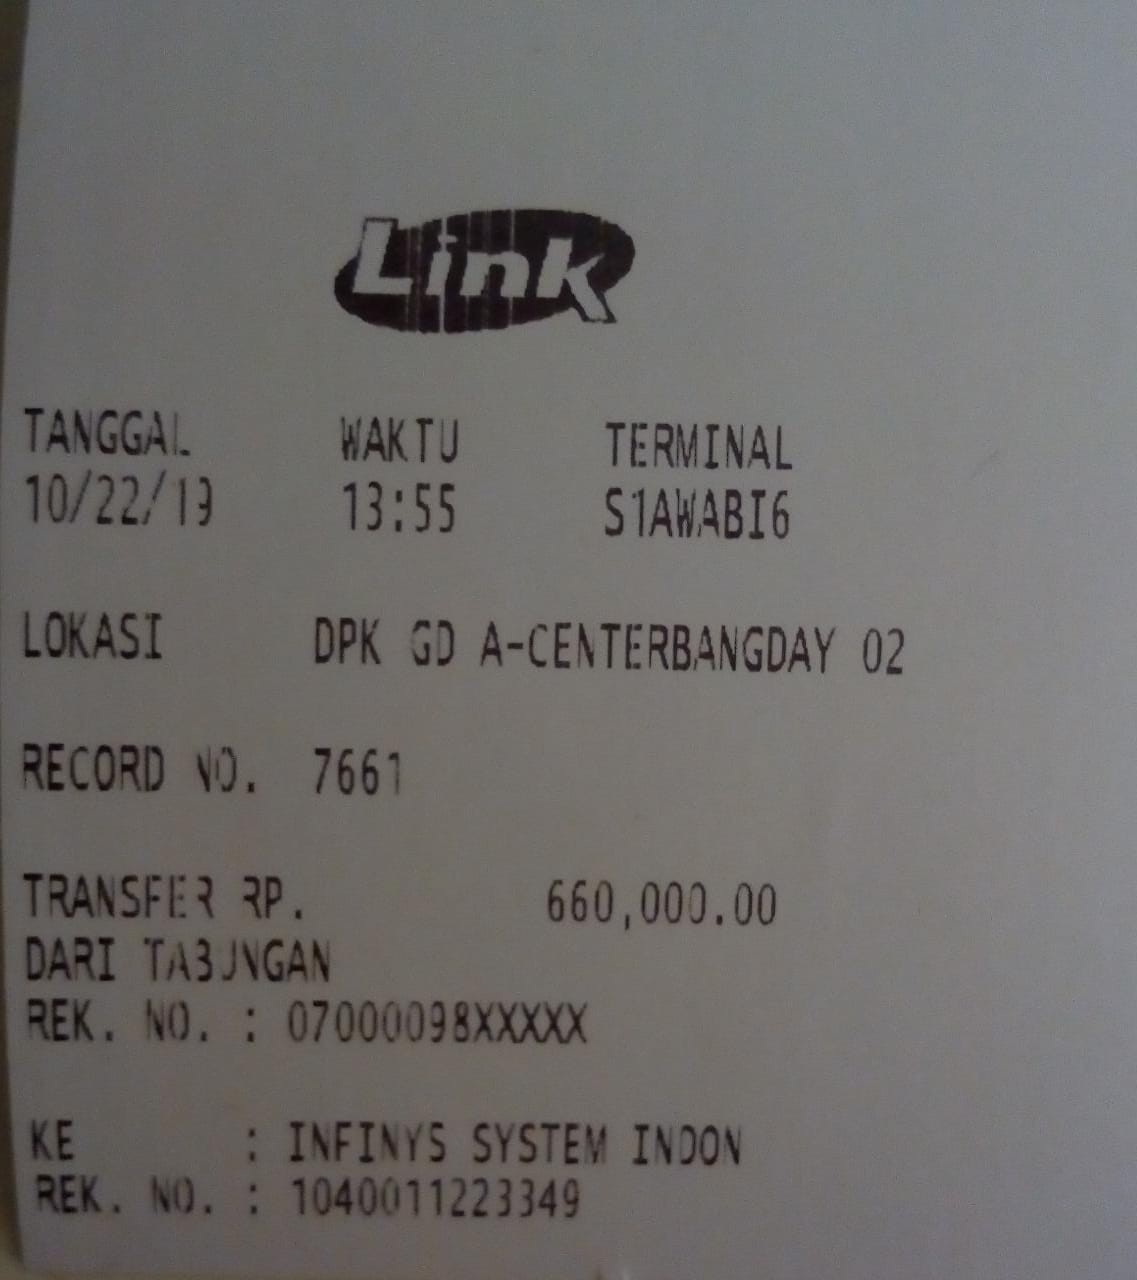 Link
TANGGAL WAKTU TERMINAL
10/22/19 13:55 S1AWABI6
LOKASI DPK GD A-CENTERBANGDAY 02
RECORD NO. 7661
TRANSFER RP. 660,000.00
DARI TABUNGAN
REK. NO. : 07000098XXXXX
KE : INFINYS SYSTEM INDON
REK. NO. : 1040011223349